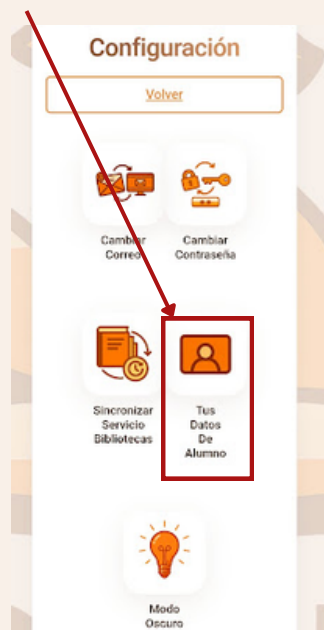 Configuración
Volver
Cambiar
Correo
Cambiar
Contraseña
Sincronizar
Servicio
Bibliotecas
Tus
Datos
De
Alumno
Modo
Oscuro